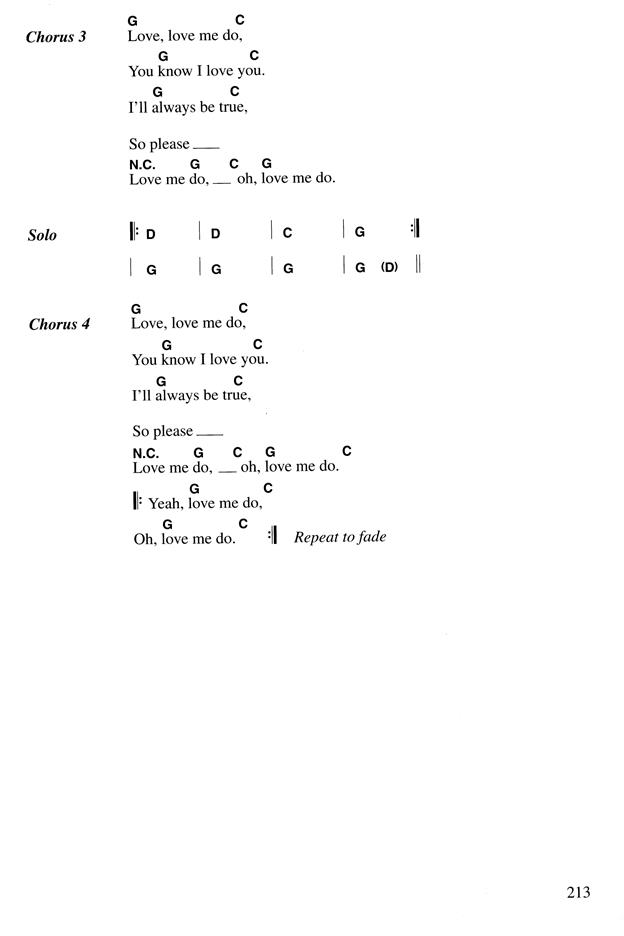 G C
Chorus 3 Love, love me do,
G C
You know I love you.
G C
I'll always be true,
So please ___
N.C. G C G
Love me do, __ oh, love me do.
Solo D D C G
G G G G (D)
G C
Chorus 4 Love, love me do,
G C
You know I love you.
G C
I'll always be true,
So please ___
N.C. G C G C
Love me do, __ oh, love me do.
G C
Yeah, love me do,
G C
Oh, love me do. Repeat to fade
213